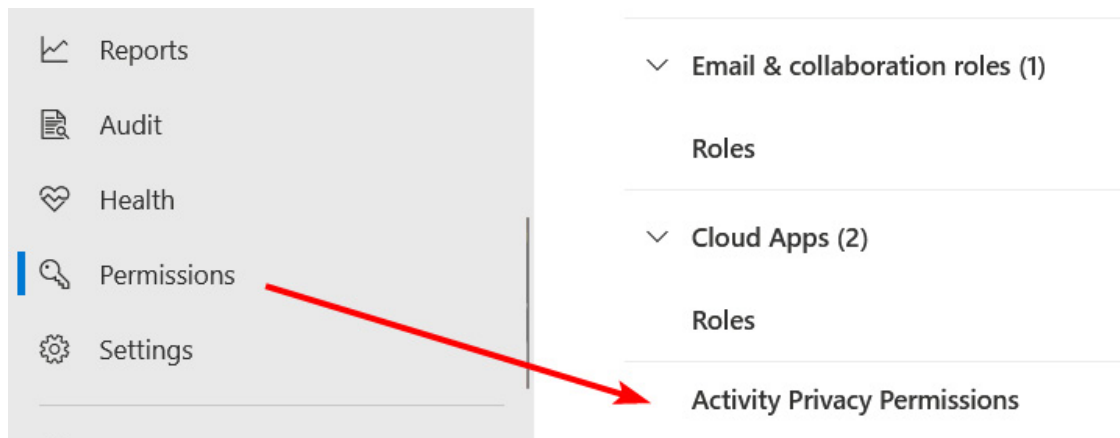 Reports
Audit
Health
Permissions
Settings
Email & collaboration roles (1)
Roles
Cloud Apps (2)
Roles
Activity Privacy Permissions